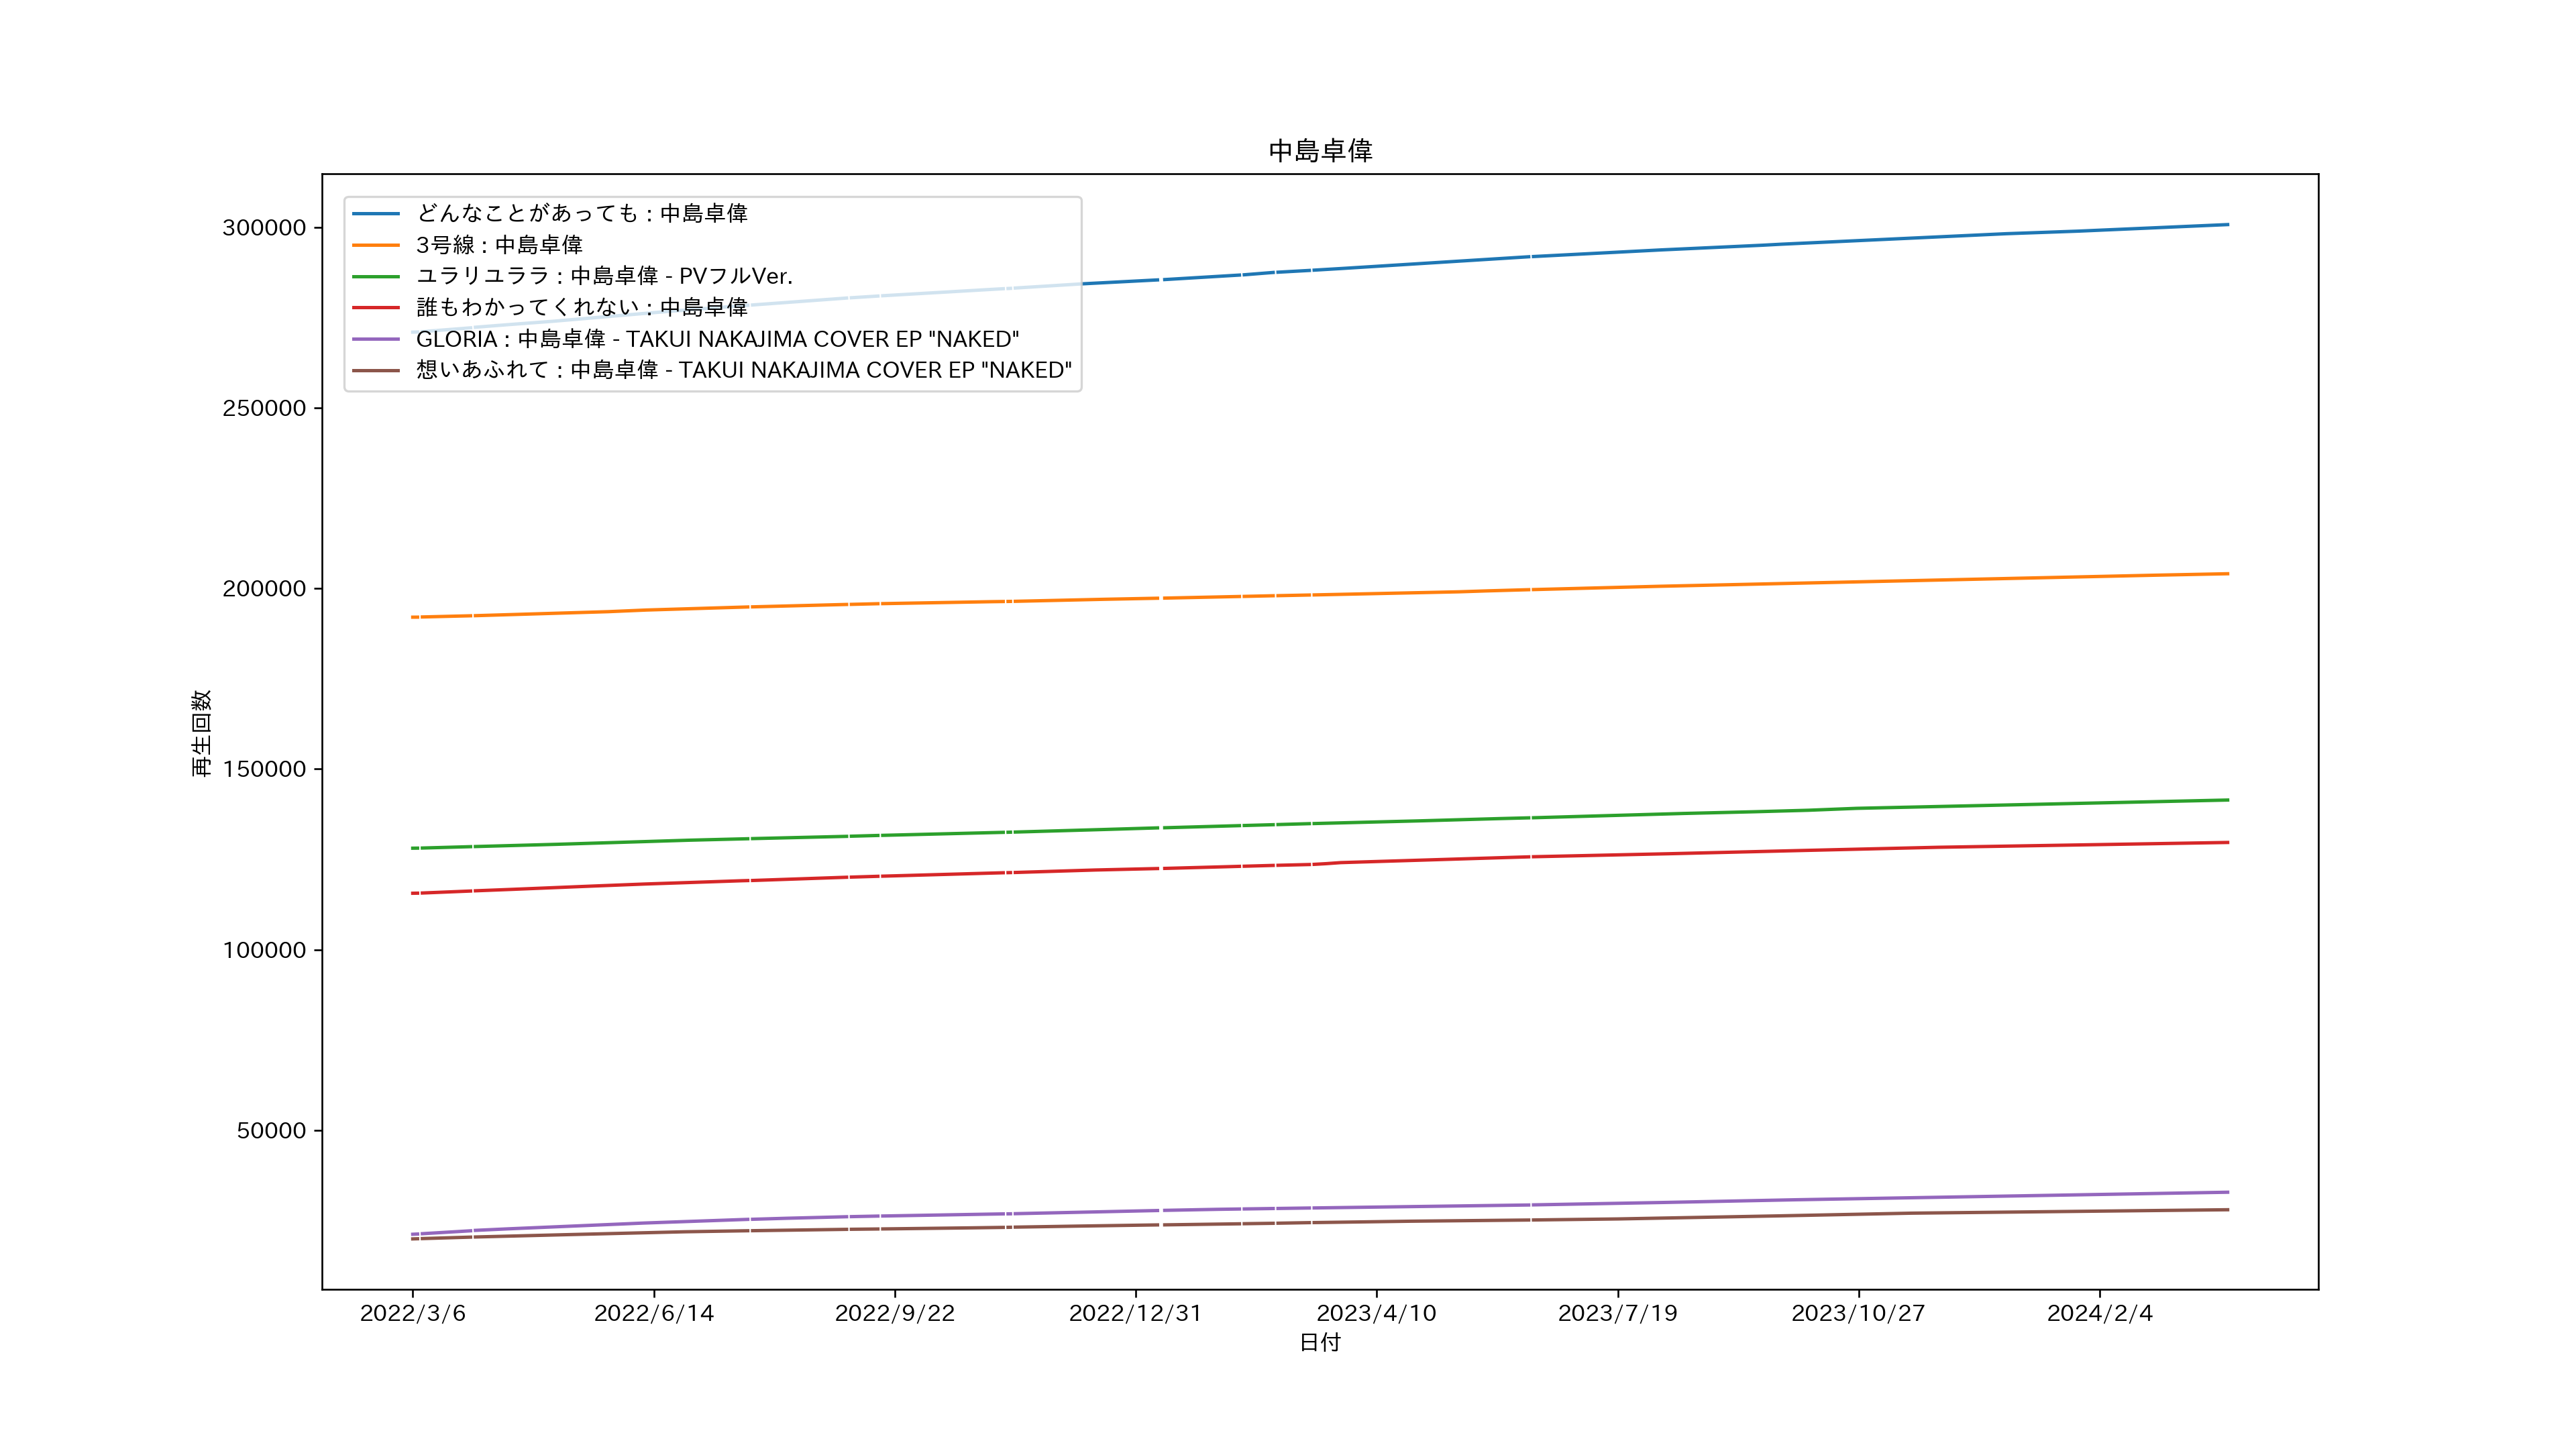 中島卓偉
どんなことがあっても : 中島卓偉
3号線 : 中島卓偉
ユラリユララ : 中島卓偉 - PVフルVer.
誰もわかってくれない : 中島卓偉
GLORIA : 中島卓偉 - TAKUI NAKAJIMA COVER EP "NAKED"
想いあふれて : 中島卓偉 - TAKUI NAKAJIMA COVER EP "NAKED"
300000
250000
200000
150000
100000
50000
再生回数
2022/3/6
2022/6/14
2022/9/22
2022/12/31
2023/4/10
2023/7/19
2023/10/27
2024/2/4
日付